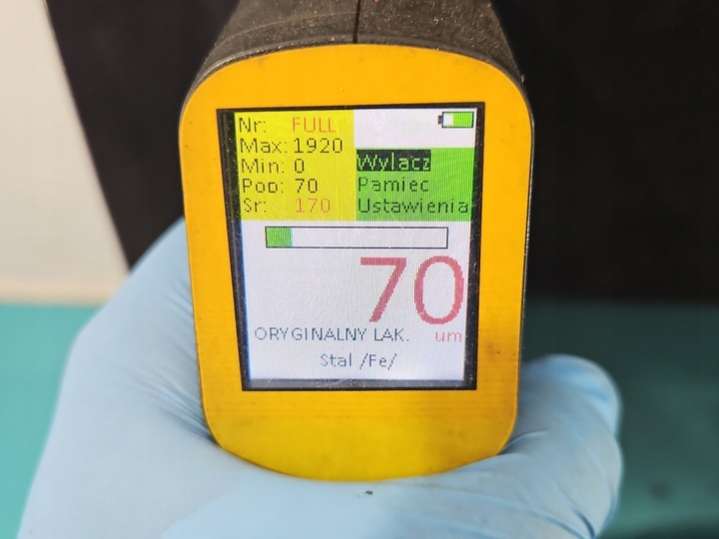 Nr: FULL
Max: 1920
Min: 0
Pop: 70
Sr: 170
Wylacz
Pamiec
Ustawienia
70
um
ORYGINALNY LAK.
Stal /Fe/